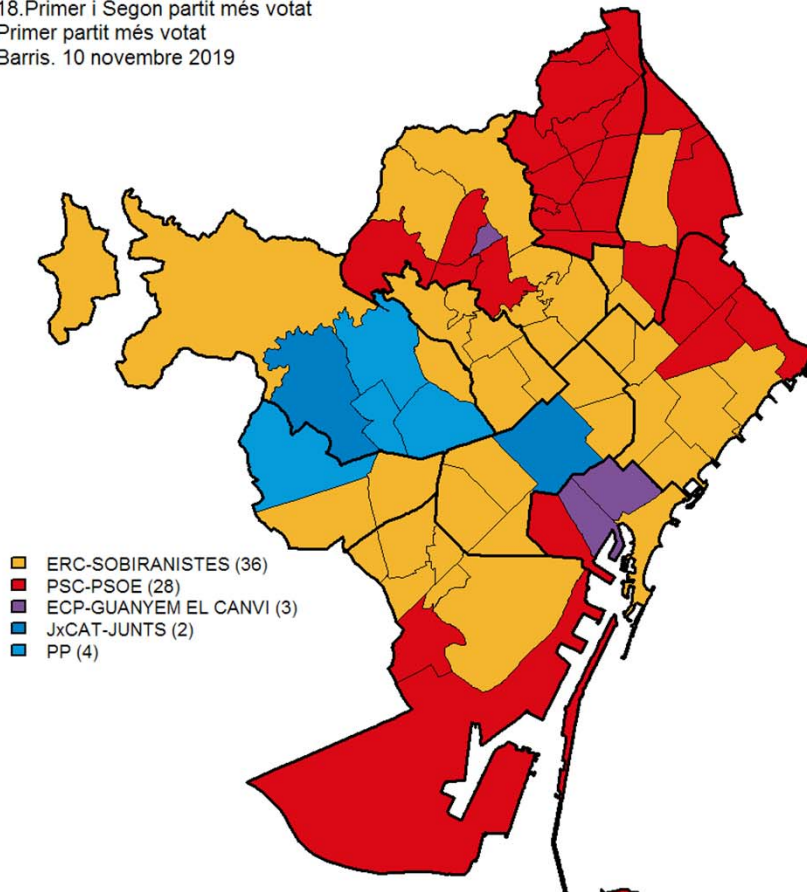 18.Primer i Segon partit més votat
Primer partit més votat
Barris. 10 novembre 2019
ERC-SOBIRANISTES (36)
PSC-PSOE (28)
ECP-GUANYEM EL CANVI (3)
JxCAT-JUNTS (2)
PP (4)